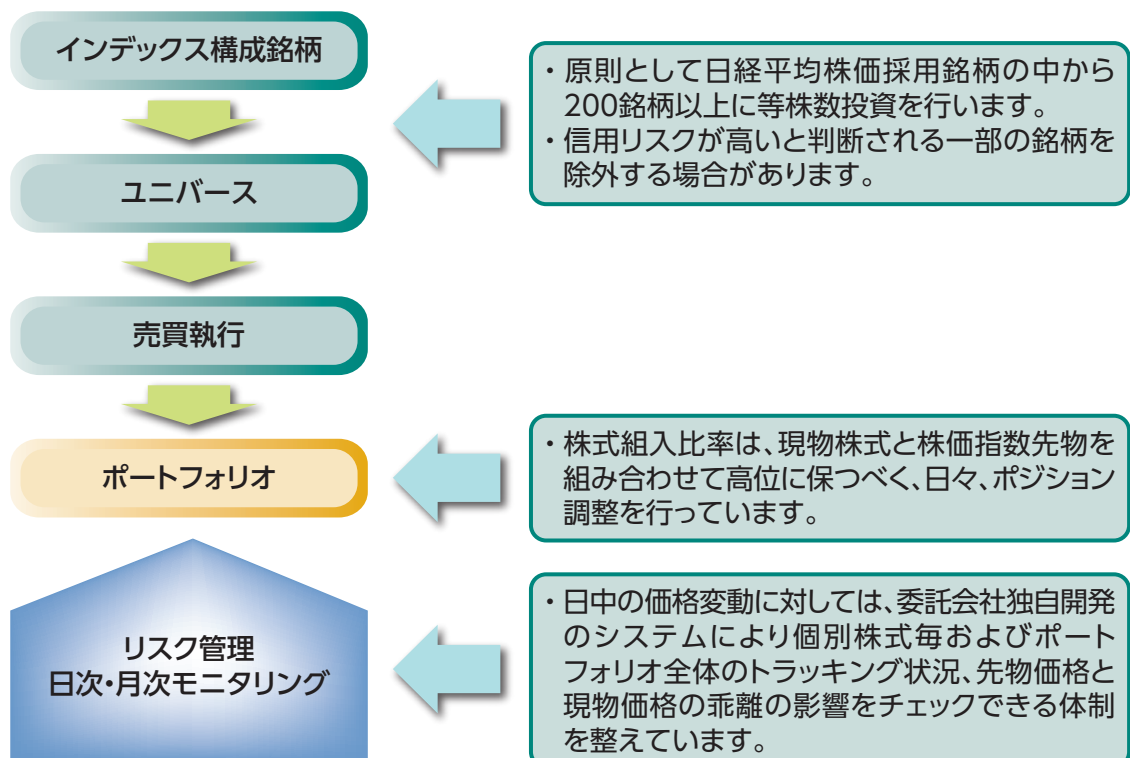 インデックス構成銘柄
・原則として日経平均株価採用銘柄の中から
200銘柄以上に等株数投資を行います。
・信用リスクが高いと判断される一部の銘柄を
除外する場合があります。
ユニバース
売買執行
ポートフォリオ
・株式組入比率は、現物株式と株価指数先物を
組み合わせて高位に保つべく、日々、ポジション
調整を行っています。
リスク管理
日次・月次モニタリング
・日中の価格変動に対しては、委託会社独自開発
のシステムにより個別株式毎およびポート
フォリオ全体のトラッキング状況、先物価格と
現物価格の乖離の影響をチェックできる体制
を整えています。